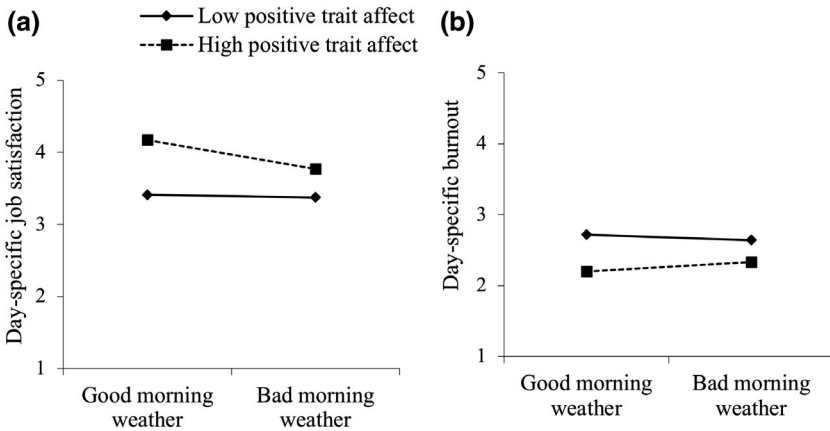 (a)
Low positive trait affect
High positive trait affect
Day-specific job satisfaction
5
4
3
2
1
Good morning
weather
Bad morning
weather
(b)
Day-specific burnout
5
4
3
2
1
Good morning
weather
Bad morning
weather